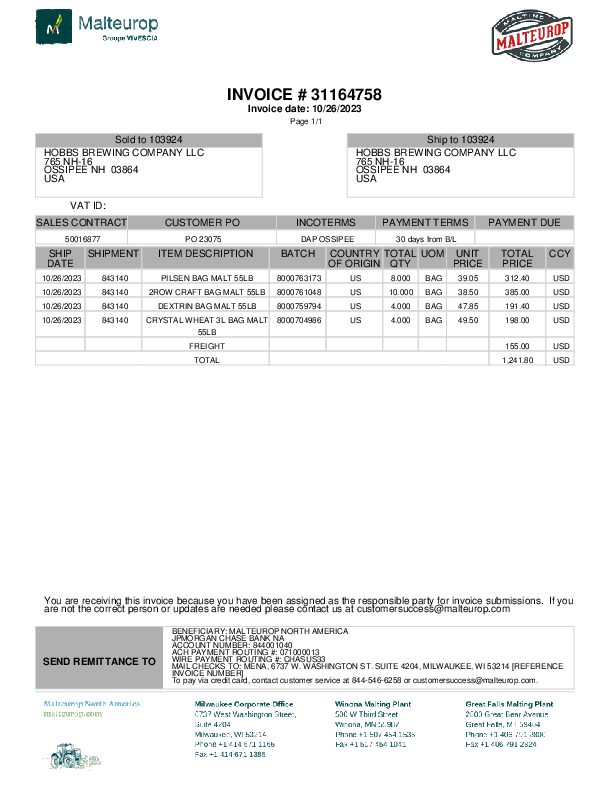 Malteurop
Groupe VIVESCIA
MALTING
MALTEUROP
COMPANY
INVOICE # 31164758
Invoice date: 10/26/2023
Page 1/1
Sold to 103924
HOBBS BREWING COMPANY LLC
765 NH-16
OSSIPEE NH 03864
USA
Ship to 103924
HOBBS BREWING COMPANY LLC
765 NH-16
OSSIPEE NH 03864
USA
VAT ID:
SALES CONTRACT CUSTOMER PO INCOTERMS PAYMENT TERMS PAYMENT DUE
50016877 PO 23075 DAP OSSIPEE 30 days from B/L
SHIP DATE SHIPMENT ITEM DESCRIPTION BATCH COUNTRY OF ORIGIN TOTAL QTY UOM UNIT PRICE TOTAL PRICE CCY
10/26/2023 843140 PILSEN BAG MALT 55LB 8000763173 US 8.000 BAG 39.05 312.40 USD
10/26/2023 843140 2ROW CRAFT BAG MALT 55LB 8000761048 US 10.000 BAG 38.50 385.00 USD
10/26/2023 843140 DEXTRIN BAG MALT 55LB 8000759794 US 4.000 BAG 47.85 191.40 USD
10/26/2023 843140 CRYSTAL WHEAT 3L BAG MALT 55LB 8000704986 US 4.000 BAG 49.50 198.00 USD
FREIGHT 155.00 USD
TOTAL 1,241.80 USD
You are receiving this invoice because you have been assigned as the responsible party for invoice submissions. If you
are not the correct person or updates are needed please contact us at customersuccess@malteurop.com
SEND REMITTANCE TO
BENEFICIARY: MALTEUROP NORTH AMERICA
JPMORGAN CHASE BANK NA
ACCOUNT NUMBER: 844001040
ACH PAYMENT ROUTING #: 071000013
WIRE PAYMENT ROUTING #: CHASUS33
MAIL CHECKS TO: MENA, 6737 W. WASHINGTON ST. SUITE 4204, MILWAUKEE, WI 53214 [REFERENCE
INVOICE NUMBER]
To pay via credit card, contact customer service at 844-546-6258 or customersuccess@malteurop.com.
Malteurop North America
malteurop.com
Milwaukee Corporate Office
6737 West Washington Street,
Suite 4204
Milwaukee, WI 53214
Phone +1 414 671 1166
Fax +1 414 671 1385
Winona Malting Plant
500 W Third Street
Winona, MN 55987
Phone +1 507 454 1535
Fax +1 507 454 1041
Great Falls Malting Plant
2800 Great Bear Avenue
Great Falls, MT 59404
Phone +1 406 791 2800
Fax +1 406 791 2824